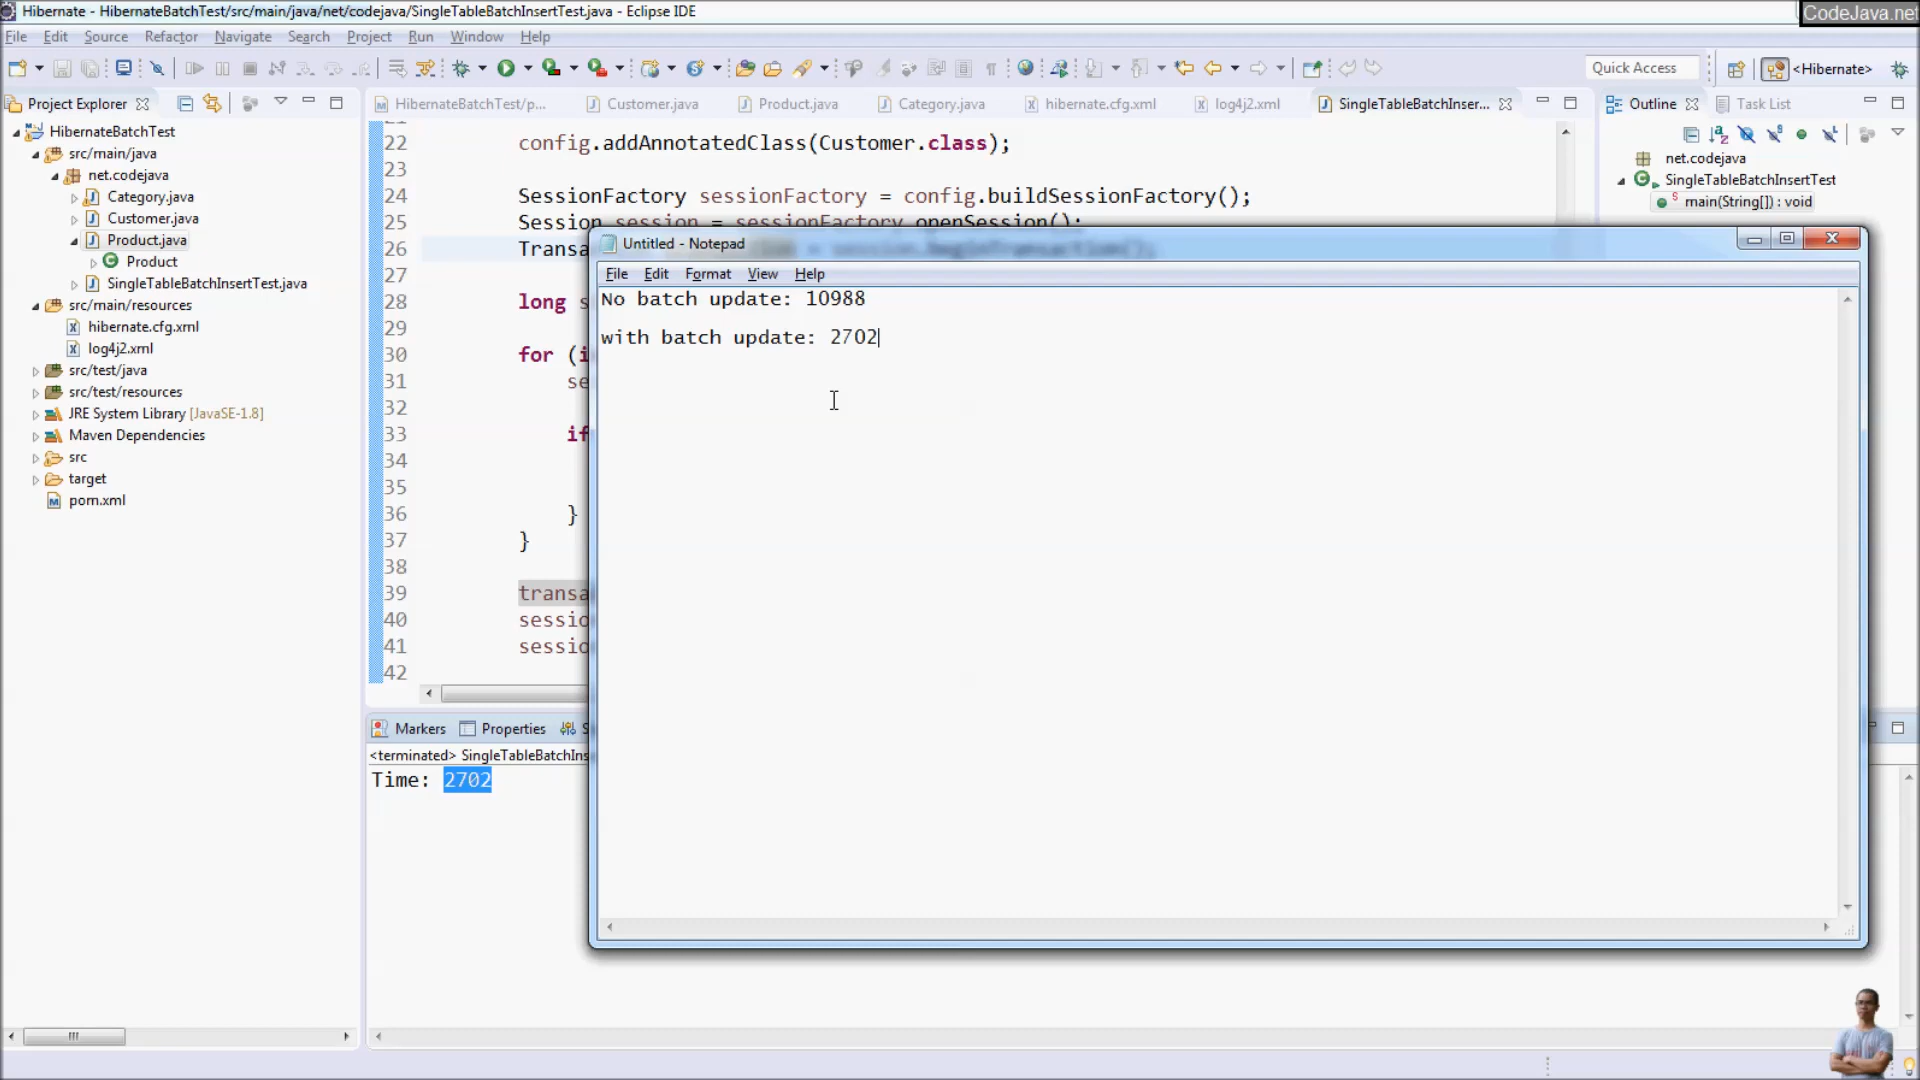 Hibernate - HibernateBatchTest/src/main/java/net/codejava/SingleTableBatchInsertTest.java - Eclipse IDE
CodeJava.net
File Edit Source Refactor Navigate Search Project Run Window Help
Quick Access
<Hibernate>
Project Explorer
HibernateBatchTest
src/main/java
net.codejava
Category.java
Customer.java
Product.java
Product
SingleTableBatchInsertTest.java
src/main/resources
hibernate.cfg.xml
log4j2.xml
src/test/java
src/test/resources
JRE System Library [JavaSE-1.8]
Maven Dependencies
src
target
pom.xml
HibernateBatchTest/p... Customer.java Product.java Category.java hibernate.cfg.xml log4j2.xml SingleTableBatchInser...
22 config.addAnnotatedClass(Customer.class);
23
24 SessionFactory sessionFactory = config.buildSessionFactory();
25 Session session = sessionFactory.openSession();
26 Transa = session.beginTransaction();
27
28 long s
29
30 for (i
31 se
32
33 if
34
35
36 }
37 }
38
39 transa
40 sessio
41 sessio
42
Untitled - Notepad
File Edit Format View Help
No batch update: 10988
with batch update: 2702
Outline Task List
net.codejava
SingleTableBatchInsertTest
main(String[]) : void
Markers Properties S
<terminated> SingleTableBatchIns
Time: 2702